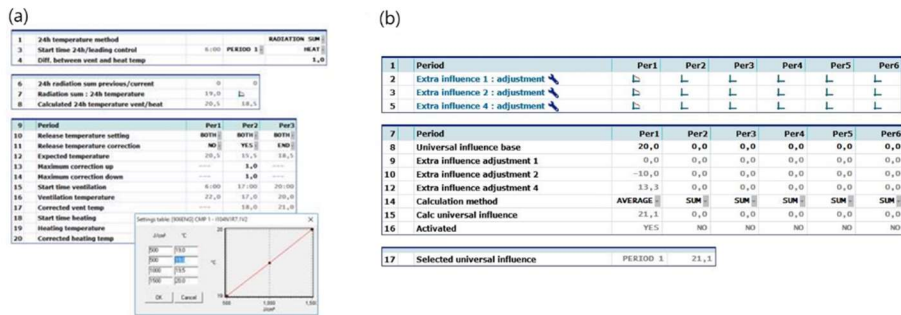 (a)
1 24h temperature method RADIATION SUM
3 Start time 24h/leading control 6:00 PERIOD 1 HEAT
4 Diff. between vent and heat temp 1,0
6 24h radiation sum previous/current 0 0
7 Radiation sum : 24h temperature 19,0
8 Calculated 24h temperature vent/heat 20,5 18,5
9 Period Per1 Per2 Per3
10 Release temperature setting BOTH BOTH BOTH
11 Release temperature correction NO YES END
12 Expected temperature 20,5 15,5 18,5
13 Maximum correction up --- 1,0 ---
14 Maximum correction down --- 1,0 ---
15 Start time ventilation 6:00 17:00 20:00
16 Ventilation temperature 22,0 17,0 20,0
17 Corrected vent temp --- 18,0 21,0
18 Start time heating
19 Heating temperature
20 Corrected heating temp
J/cm² °C
500 19.0
500
1000 19.5
1500 20.0
OK Cancel
20
°C
19
500 1,000 1,500
J/cm²
(b)
1 Period Per1 Per2 Per3 Per4 Per5 Per6
2 Extra influence 1 : adjustment
3 Extra influence 2 : adjustment
5 Extra influence 4 : adjustment
7 Period Per1 Per2 Per3 Per4 Per5 Per6
8 Universal influence base 20,0 0,0 0,0 0,0 0,0 0,0
9 Extra influence adjustment 1 0,0 0,0 0,0 0,0 0,0 0,0
10 Extra influence adjustment 2 -10,0 0,0 0,0 0,0 0,0 0,0
12 Extra influence adjustment 4 13,3 0,0 0,0 0,0 0,0 0,0
14 Calculation method AVERAGE SUM SUM SUM SUM SUM
15 Calc universal influence 21,1 0,0 0,0 0,0 0,0 0,0
16 Activated YES NO NO NO NO NO
17 Selected universal influence PERIOD 1 21,1